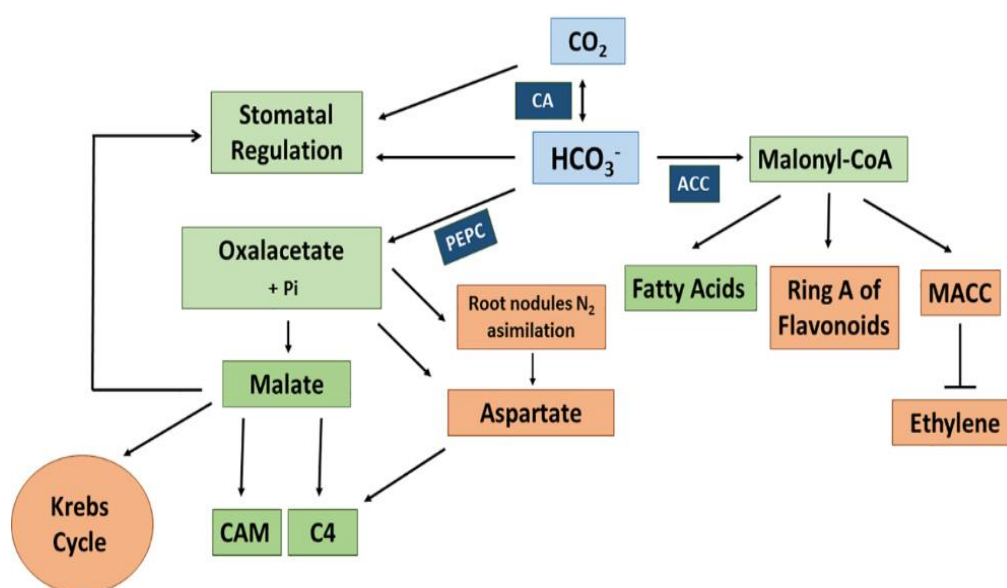 CO₂
CA
Stomatal
Regulation
HCO₃⁻
ACC
Malonyl-CoA
PEPC
Oxalacetate
+ Pi
Fatty Acids
Ring A of
Flavonoids
MACC
Root nodules N₂
asimilation
Malate
Aspartate
Ethylene
Krebs
Cycle
CAM
C4